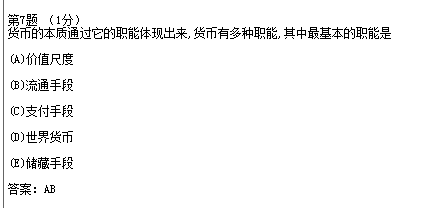 第7题 （1分）
货币的本质通过它的职能体现出来,货币有多种职能,其中最基本的职能是
(A)价值尺度
(B)流通手段
(C)支付手段
(D)世界货币
(E)储藏手段
答案：AB